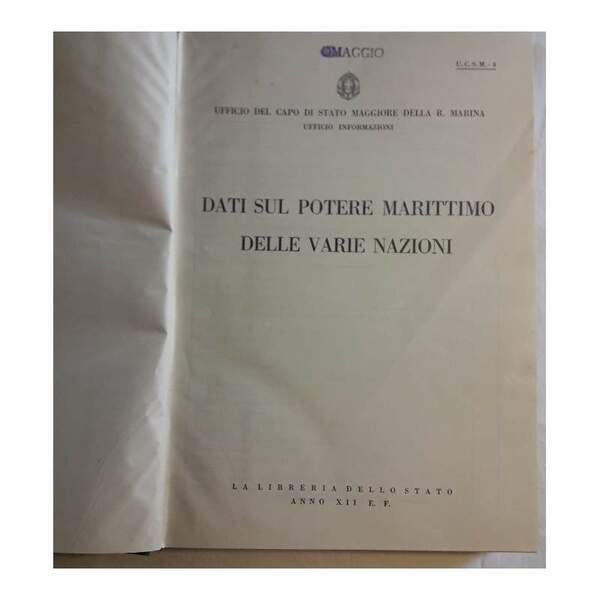 OMAGGIO
U.C.S.M. - 8
UFFICIO DEL CAPO DI STATO MAGGIORE DELLA R. MARINA
UFFICIO INFORMAZIONI
DATI SUL POTERE MARITTIMO
DELLE VARIE NAZIONI
LA LIBRERIA DELLO STATO
ANNO XII E. F.